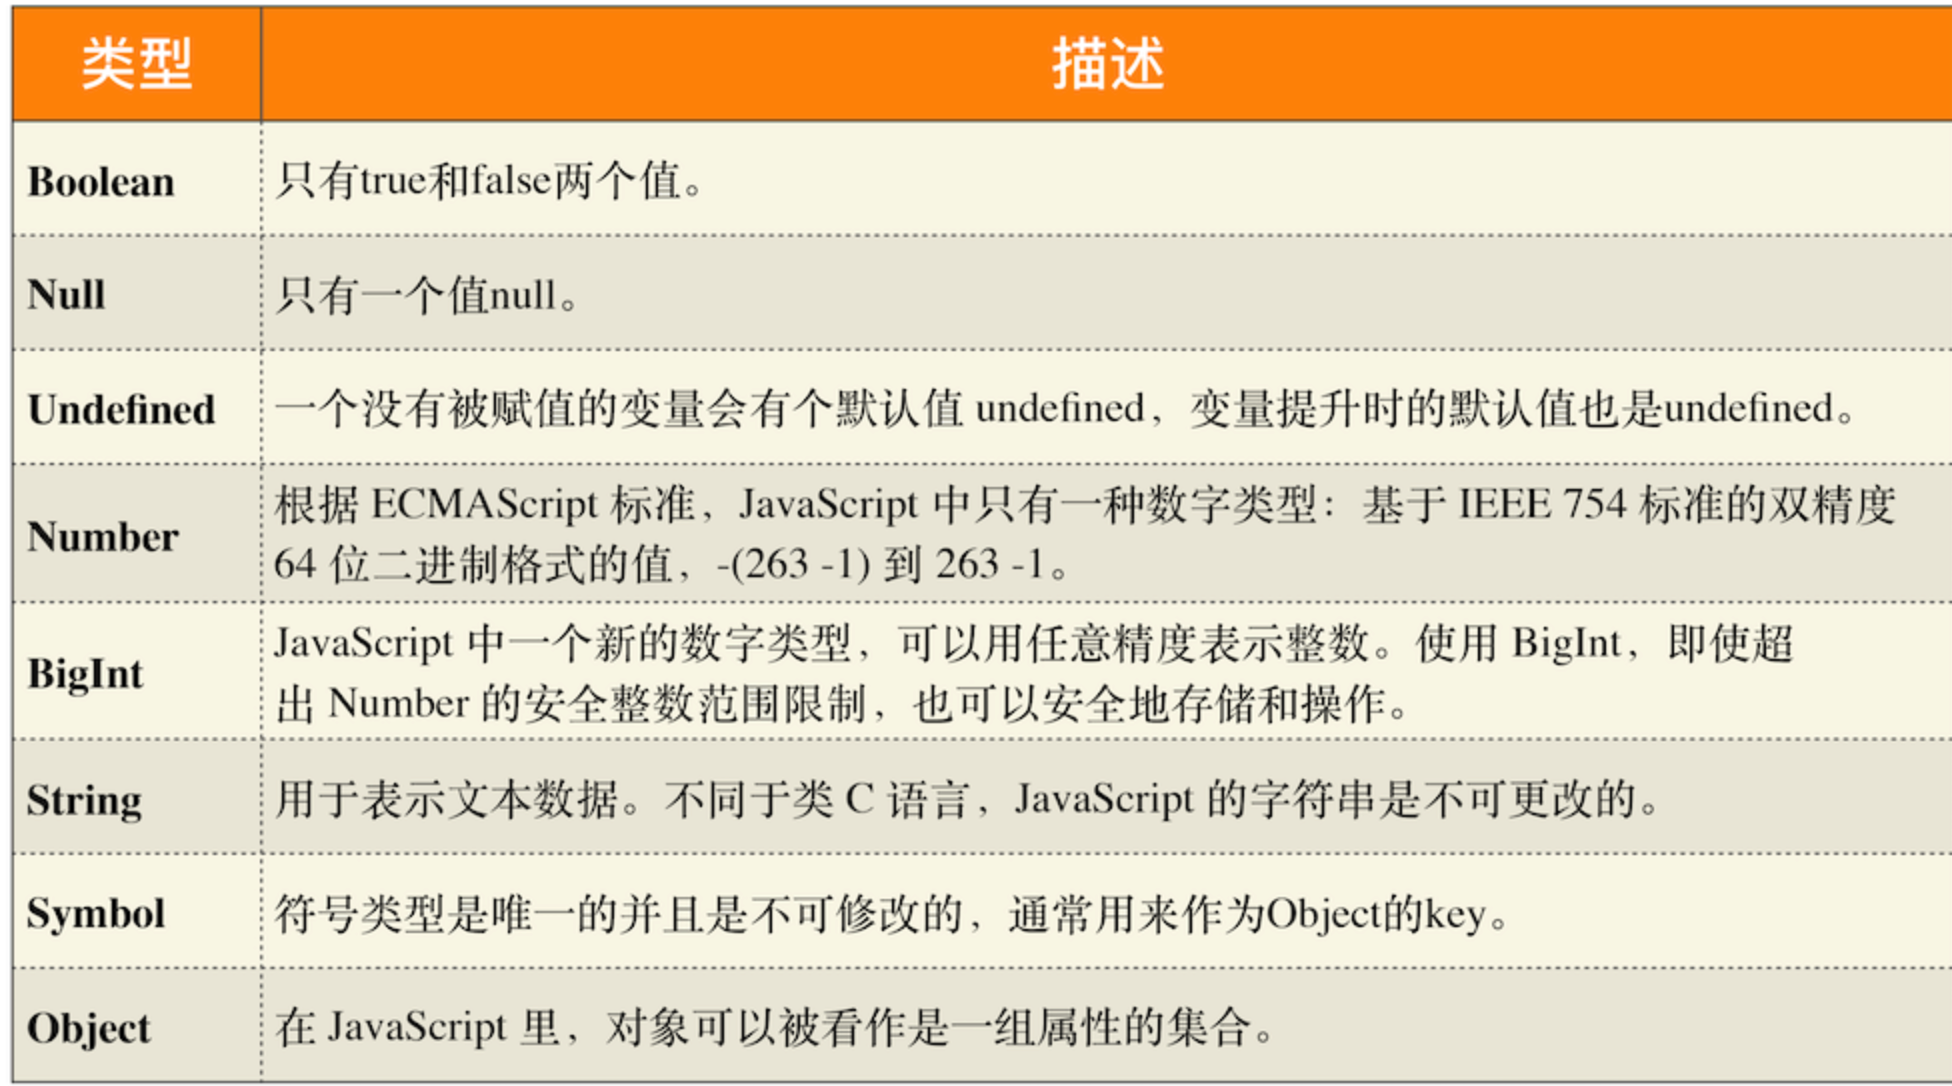 类型
描述
Boolean
只有true和false两个值。
Null
只有一个值null。
Undefined
一个没有被赋值的变量会有个默认值 undefined，变量提升时的默认值也是undefined。
Number
根据 ECMAScript 标准，JavaScript 中只有一种数字类型：基于 IEEE 754 标准的双精度
64 位二进制格式的值，-(263 -1) 到 263 -1。
BigInt
JavaScript 中一个新的数字类型，可以用任意精度表示整数。使用 BigInt，即使超
出 Number 的安全整数范围限制，也可以安全地存储和操作。
String
用于表示文本数据。不同于类 C 语言，JavaScript 的字符串是不可更改的。
Symbol
符号类型是唯一的并且是不可修改的，通常用来作为Object的key。
Object
在 JavaScript 里，对象可以被看作是一组属性的集合。